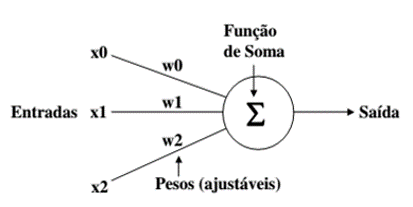 Função
de Soma
x0
w0
Entradas x1
w1
Σ
Saída
w2
x2
Pesos (ajustáveis)